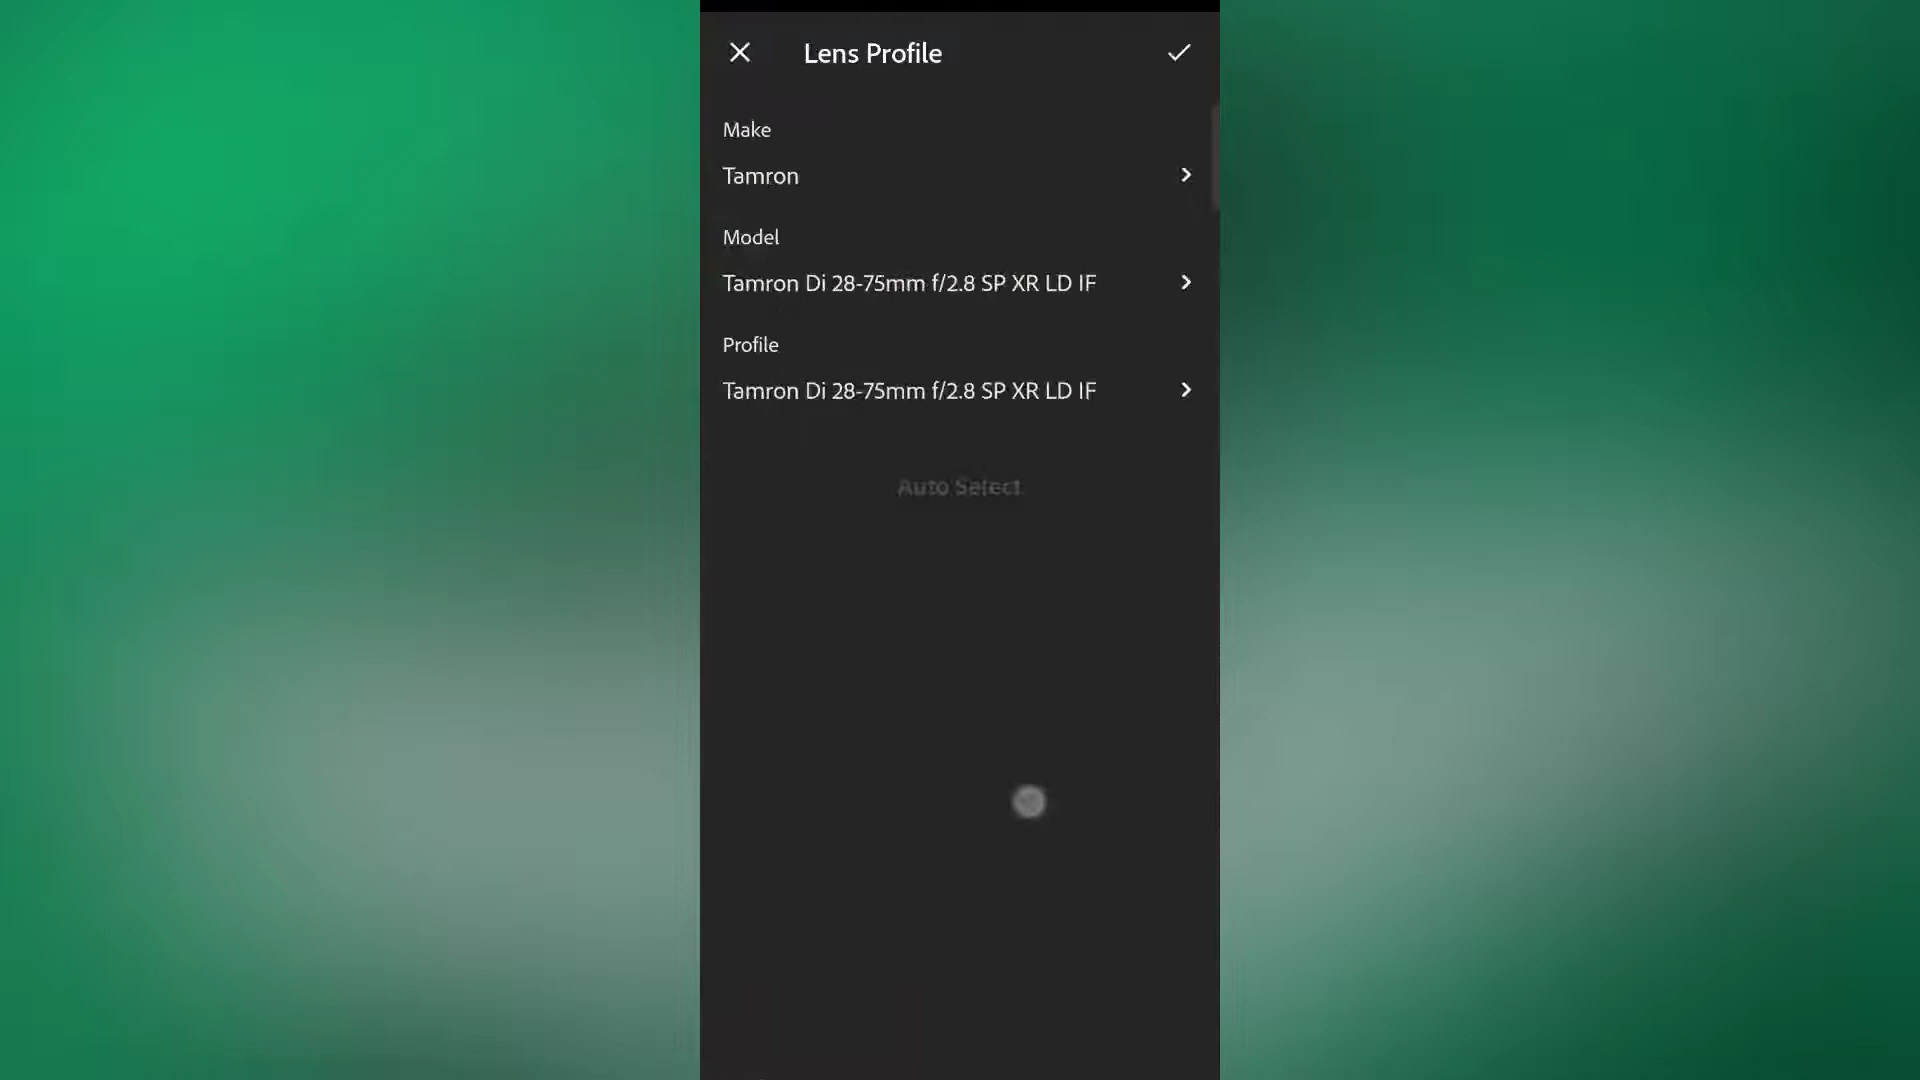 Lens Profile
Make
Tamron
Model
Tamron Di 28-75mm f/2.8 SP XR LD IF
Profile
Tamron Di 28-75mm f/2.8 SP XR LD IF
Auto Select